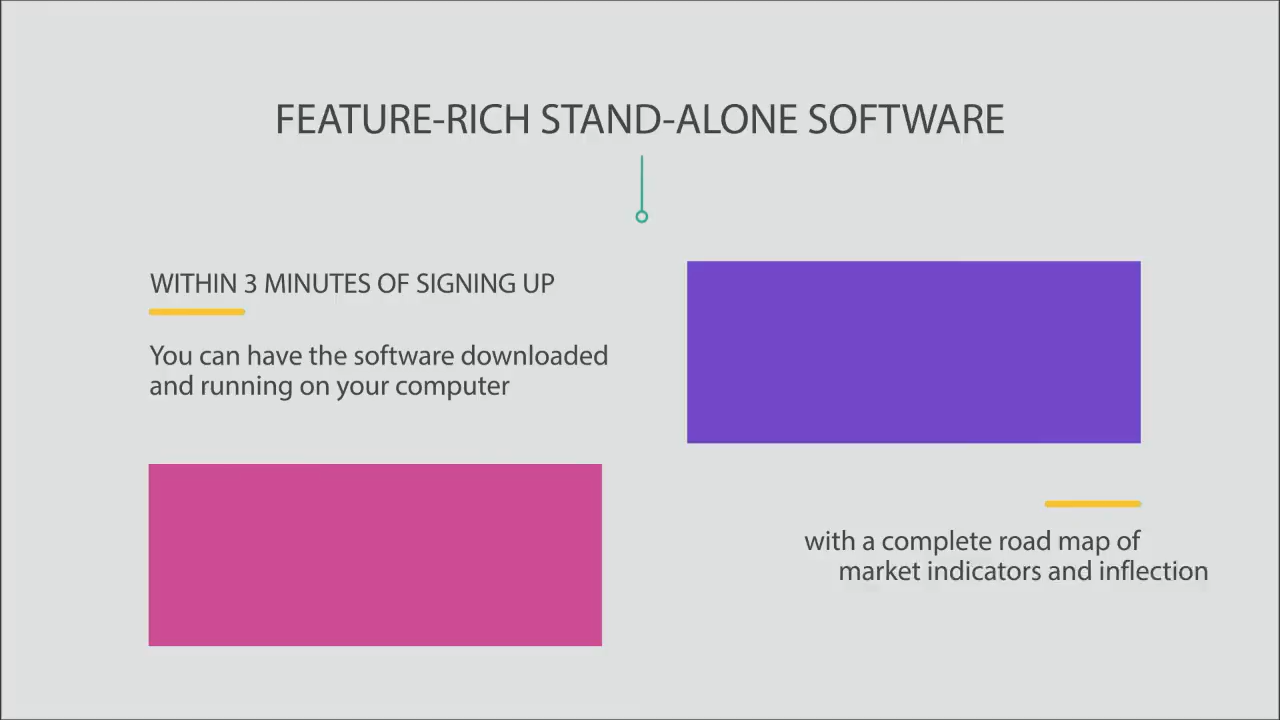 FEATURE-RICH STAND-ALONE SOFTWARE
WITHIN 3 MINUTES OF SIGNING UP
You can have the software downloaded
and running on your computer
with a complete road map of
market indicators and inflection